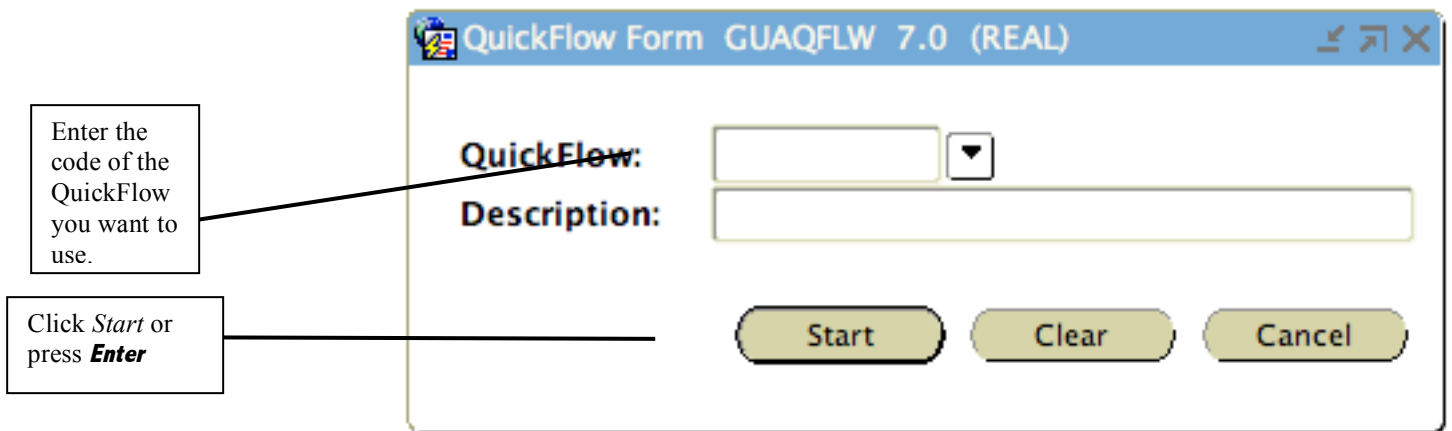 QuickFlow Form GUAQFLW 7.0 (REAL)
Enter the
code of the
QuickFlow
you want to
use.
QuickFlow:
Description:
Click Start or
press Enter
Start Clear Cancel